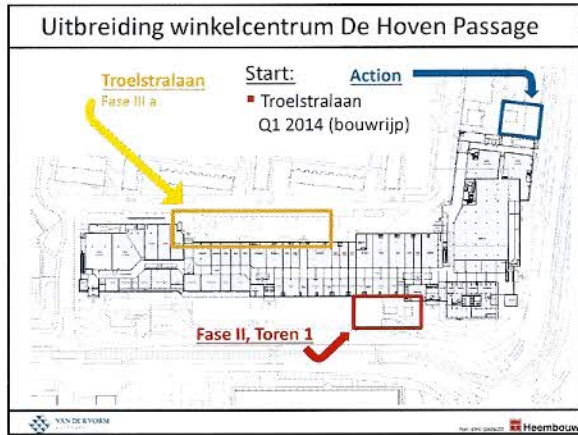 Uitbreiding winkelcentrum De Hoven Passage
Troelstralaan
Fase III a
Start:
▪ Troelstralaan
Q1 2014 (bouwrijp)
Action
Fase II, Toren 1
VAN DER VORM
Heembouw